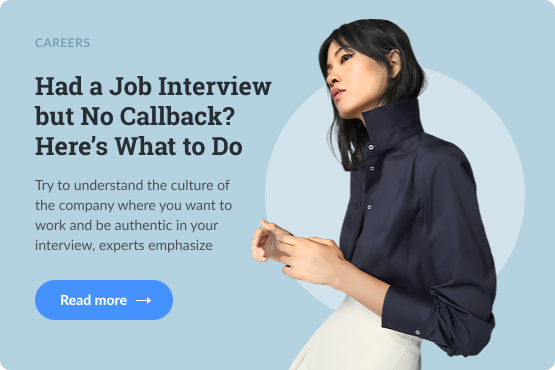 CAREERS
Had a Job Interview
but No Callback?
Here’s What to Do
Try to understand the culture of
the company where you want to
work and be authentic in your
interview, experts emphasize
Read more →